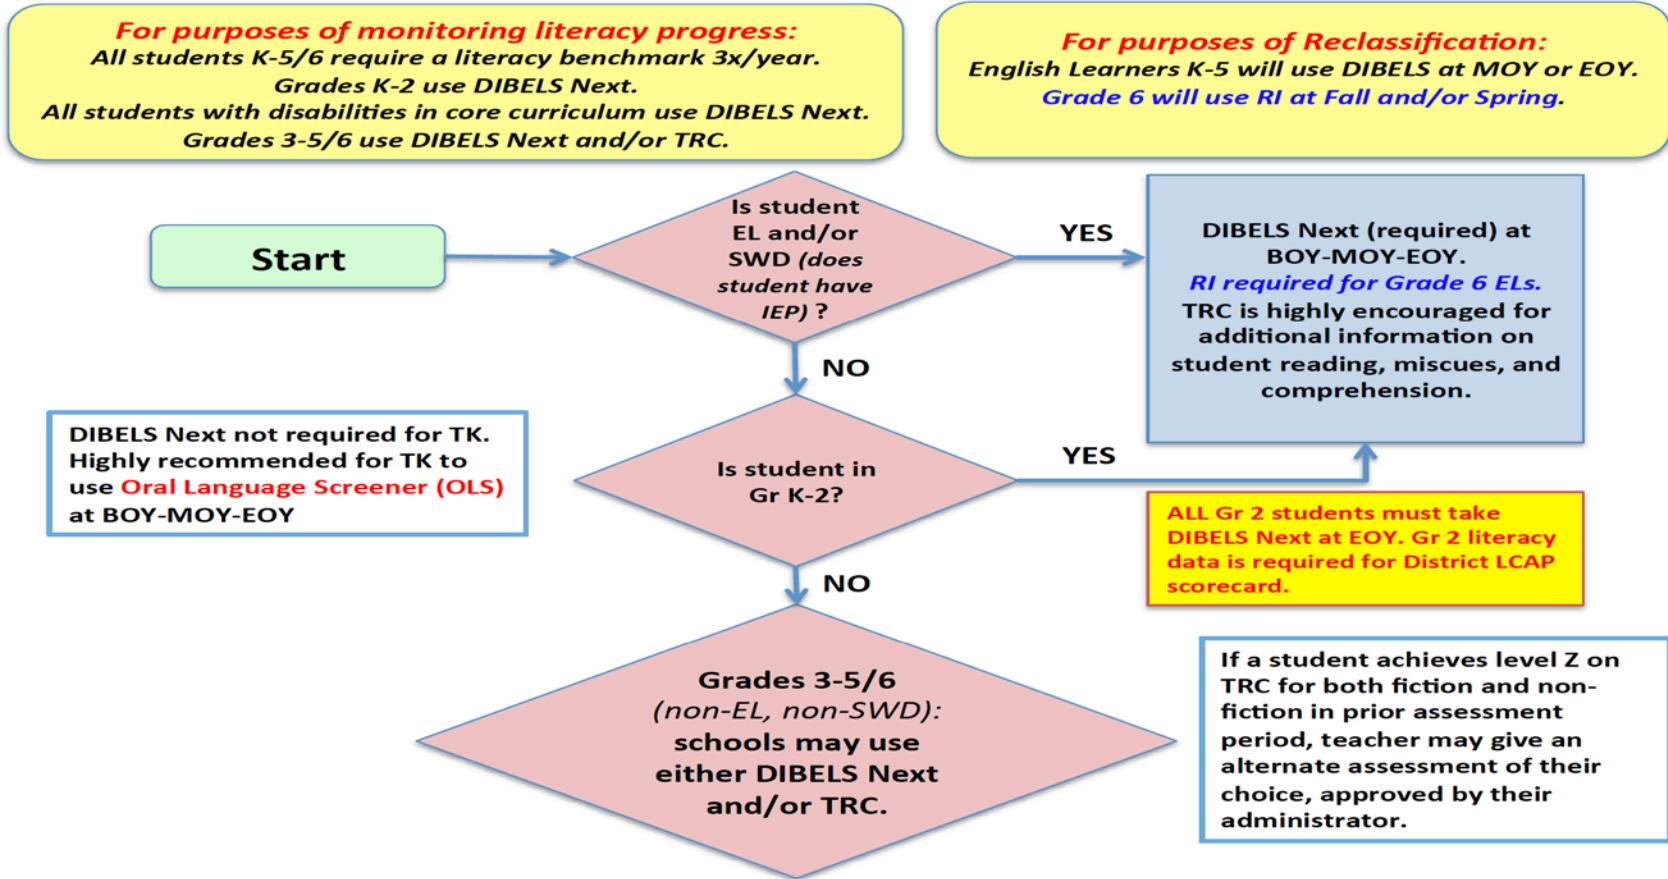 For purposes of monitoring literacy progress:
All students K-5/6 require a literacy benchmark 3x/year.
Grades K-2 use DIBELS Next.
All students with disabilities in core curriculum use DIBELS Next.
Grades 3-5/6 use DIBELS Next and/or TRC.
For purposes of Reclassification:
English Learners K-5 will use DIBELS at MOY or EOY.
Grade 6 will use RI at Fall and/or Spring.
Start
Is student
EL and/or
SWD (does
student have
IEP) ?
YES
DIBELS Next (required) at
BOY-MOY-EOY.
RI required for Grade 6 ELs.
TRC is highly encouraged for
additional information on
student reading, miscues, and
comprehension.
NO
DIBELS Next not required for TK.
Highly recommended for TK to
use Oral Language Screener (OLS)
at BOY-MOY-EOY
Is student in
Gr K-2?
YES
ALL Gr 2 students must take
DIBELS Next at EOY. Gr 2 literacy
data is required for District LCAP
scorecard.
NO
Grades 3-5/6
(non-EL, non-SWD):
schools may use
either DIBELS Next
and/or TRC.
If a student achieves level Z on
TRC for both fiction and non-
fiction in prior assessment
period, teacher may give an
alternate assessment of their
choice, approved by their
administrator.